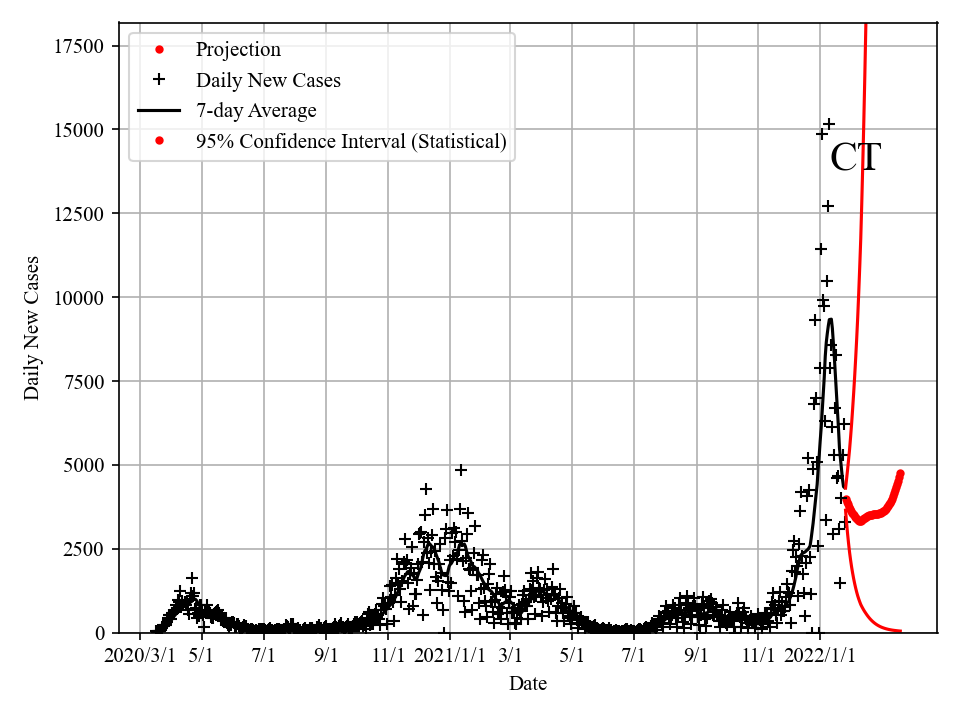 17500
15000
12500
10000
7500
5000
2500
0
Daily New Cases
Projection
Daily New Cases
7-day Average
95% Confidence Interval (Statistical)
CT
2020/3/1 5/1 7/1 9/1 11/1 2021/1/1 3/1 5/1 7/1 9/1 11/1 2022/1/1
Date